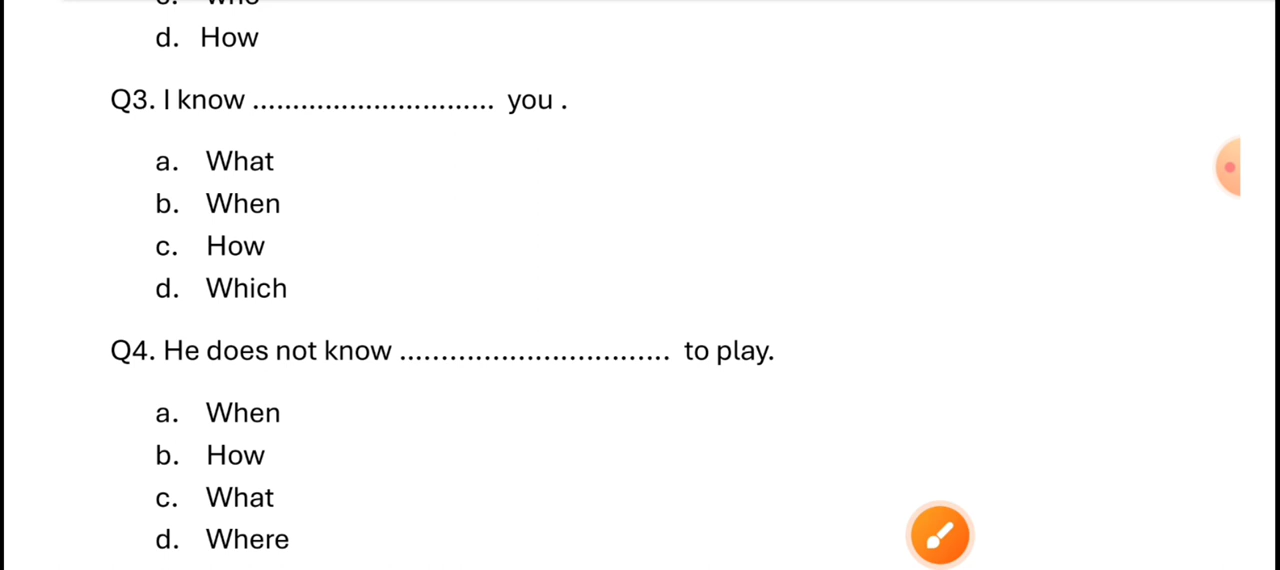 d. How
Q3. I know .............................. you .
a. What
b. When
c. How
d. Which
Q4. He does not know ................................. to play.
a. When
b. How
c. What
d. Where